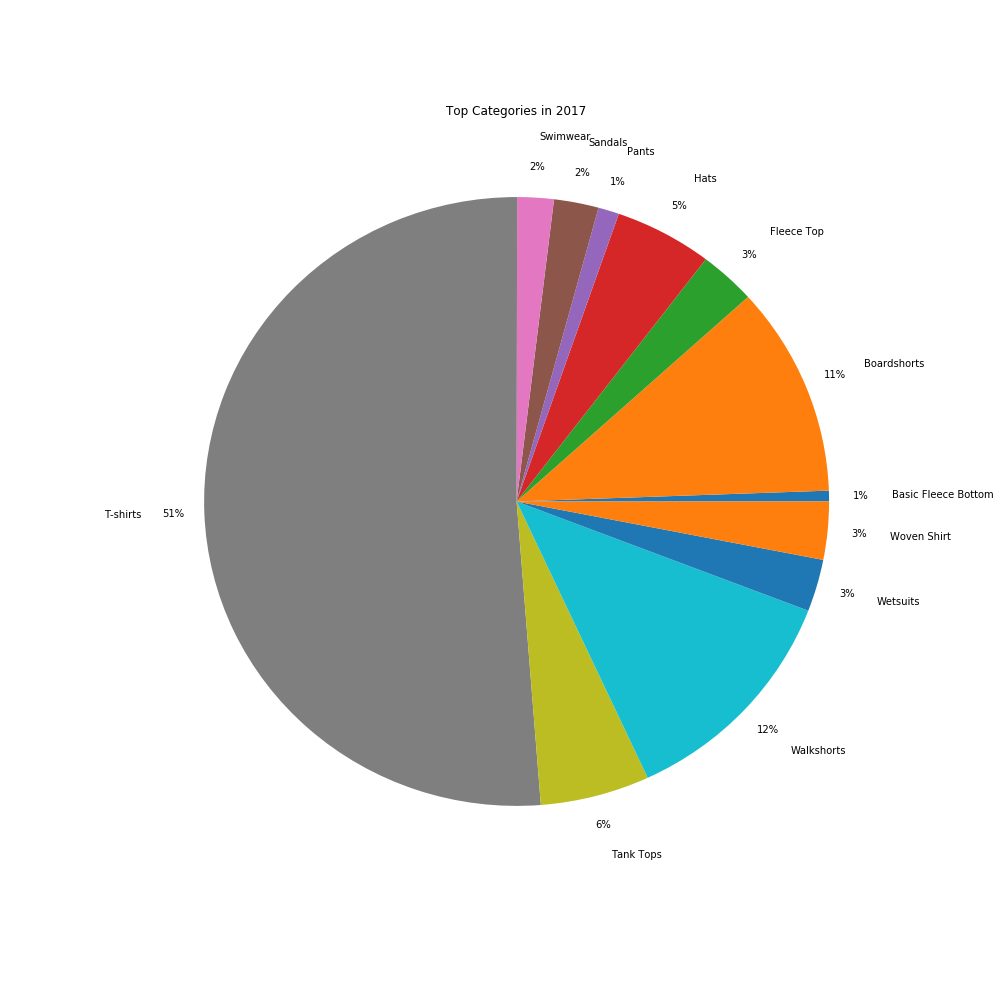 Top Categories in 2017
Swimwear
2%
Sandals
2%
Pants
1%
Hats
5%
Fleece Top
3%
Boardshorts
11%
Basic Fleece Bottom
1%
Woven Shirt
3%
Wetsuits
3%
Walkshorts
12%
Tank Tops
6%
T-shirts
51%